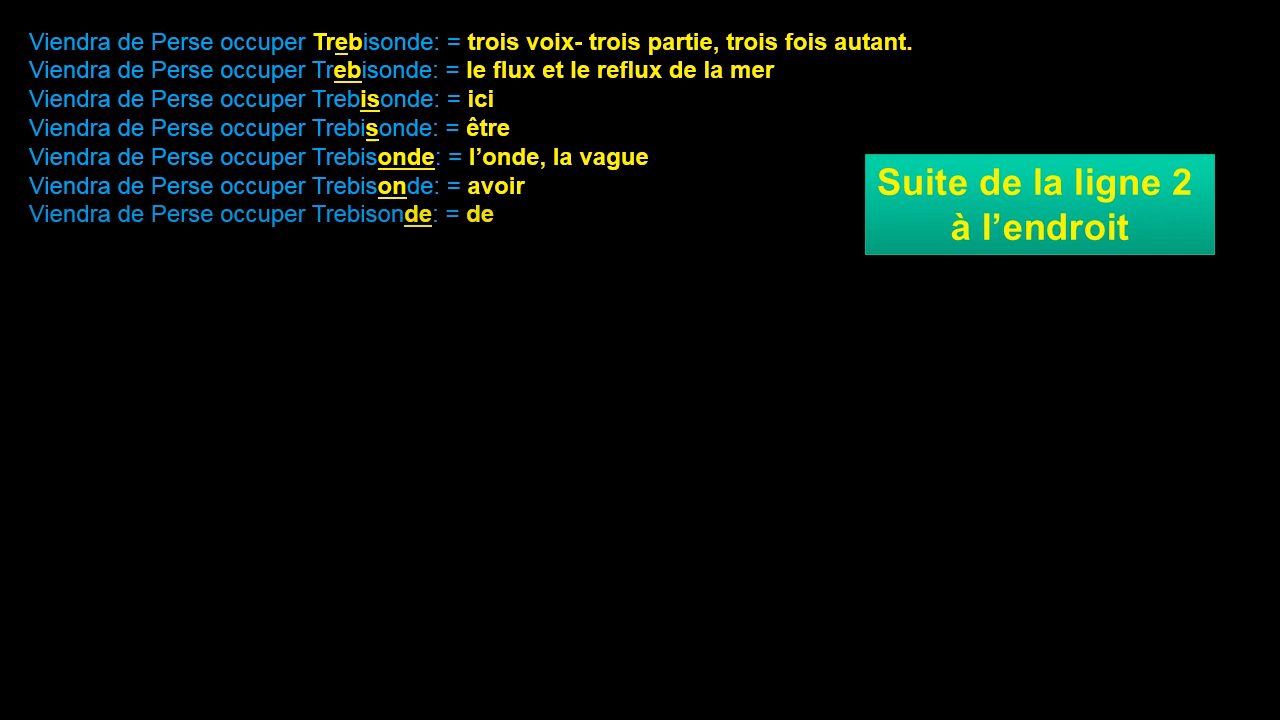 Viendra de Perse occuper Trebisonde: = trois voix- trois partie, trois fois autant.
Viendra de Perse occuper Trebisonde: = le flux et le reflux de la mer
Viendra de Perse occuper Trebisonde: = ici
Viendra de Perse occuper Trebisonde: = être
Viendra de Perse occuper Trebisonde: = l’onde, la vague
Viendra de Perse occuper Trebisonde: = avoir
Viendra de Perse occuper Trebisonde: = de
Suite de la ligne 2
à l’endroit